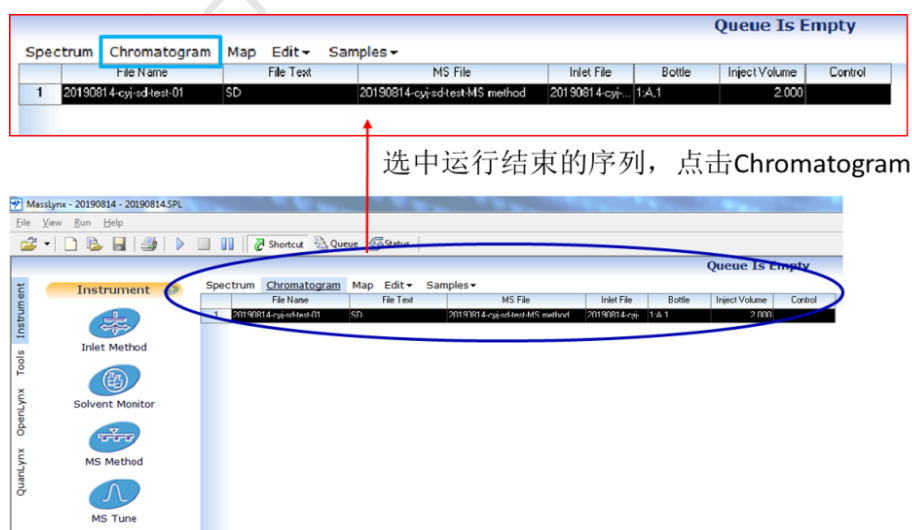 Queue Is Empty
Spectrum Chromatogram Map Edit Samples
File Name File Text MS File Inlet File Bottle Inject Volume Control
1 20190814-cyj-sd-test-01 SD 20190814-cyj-sd-test-MS method 20190814-cyj-... 1:A,1 2.000
选中运行结束的序列，点击Chromatogram
MassLynx - 20190814 - 20190814.SPL
File View Run Help
Shortcut Queue Status
Queue Is Empty
Instrument
Spectrum Chromatogram Map Edit Samples
File Name File Text MS File Inlet File Bottle Inject Volume Control
1 20190814-cyj-sd-test-01 SD 20190814-cyj-sd-test-MS method 20190814-cyj- 1:A,1 2.000
Instrument
Tools
OpenLynx
QuanLynx
Inlet Method
Solvent Monitor
MS Method
MS Tune